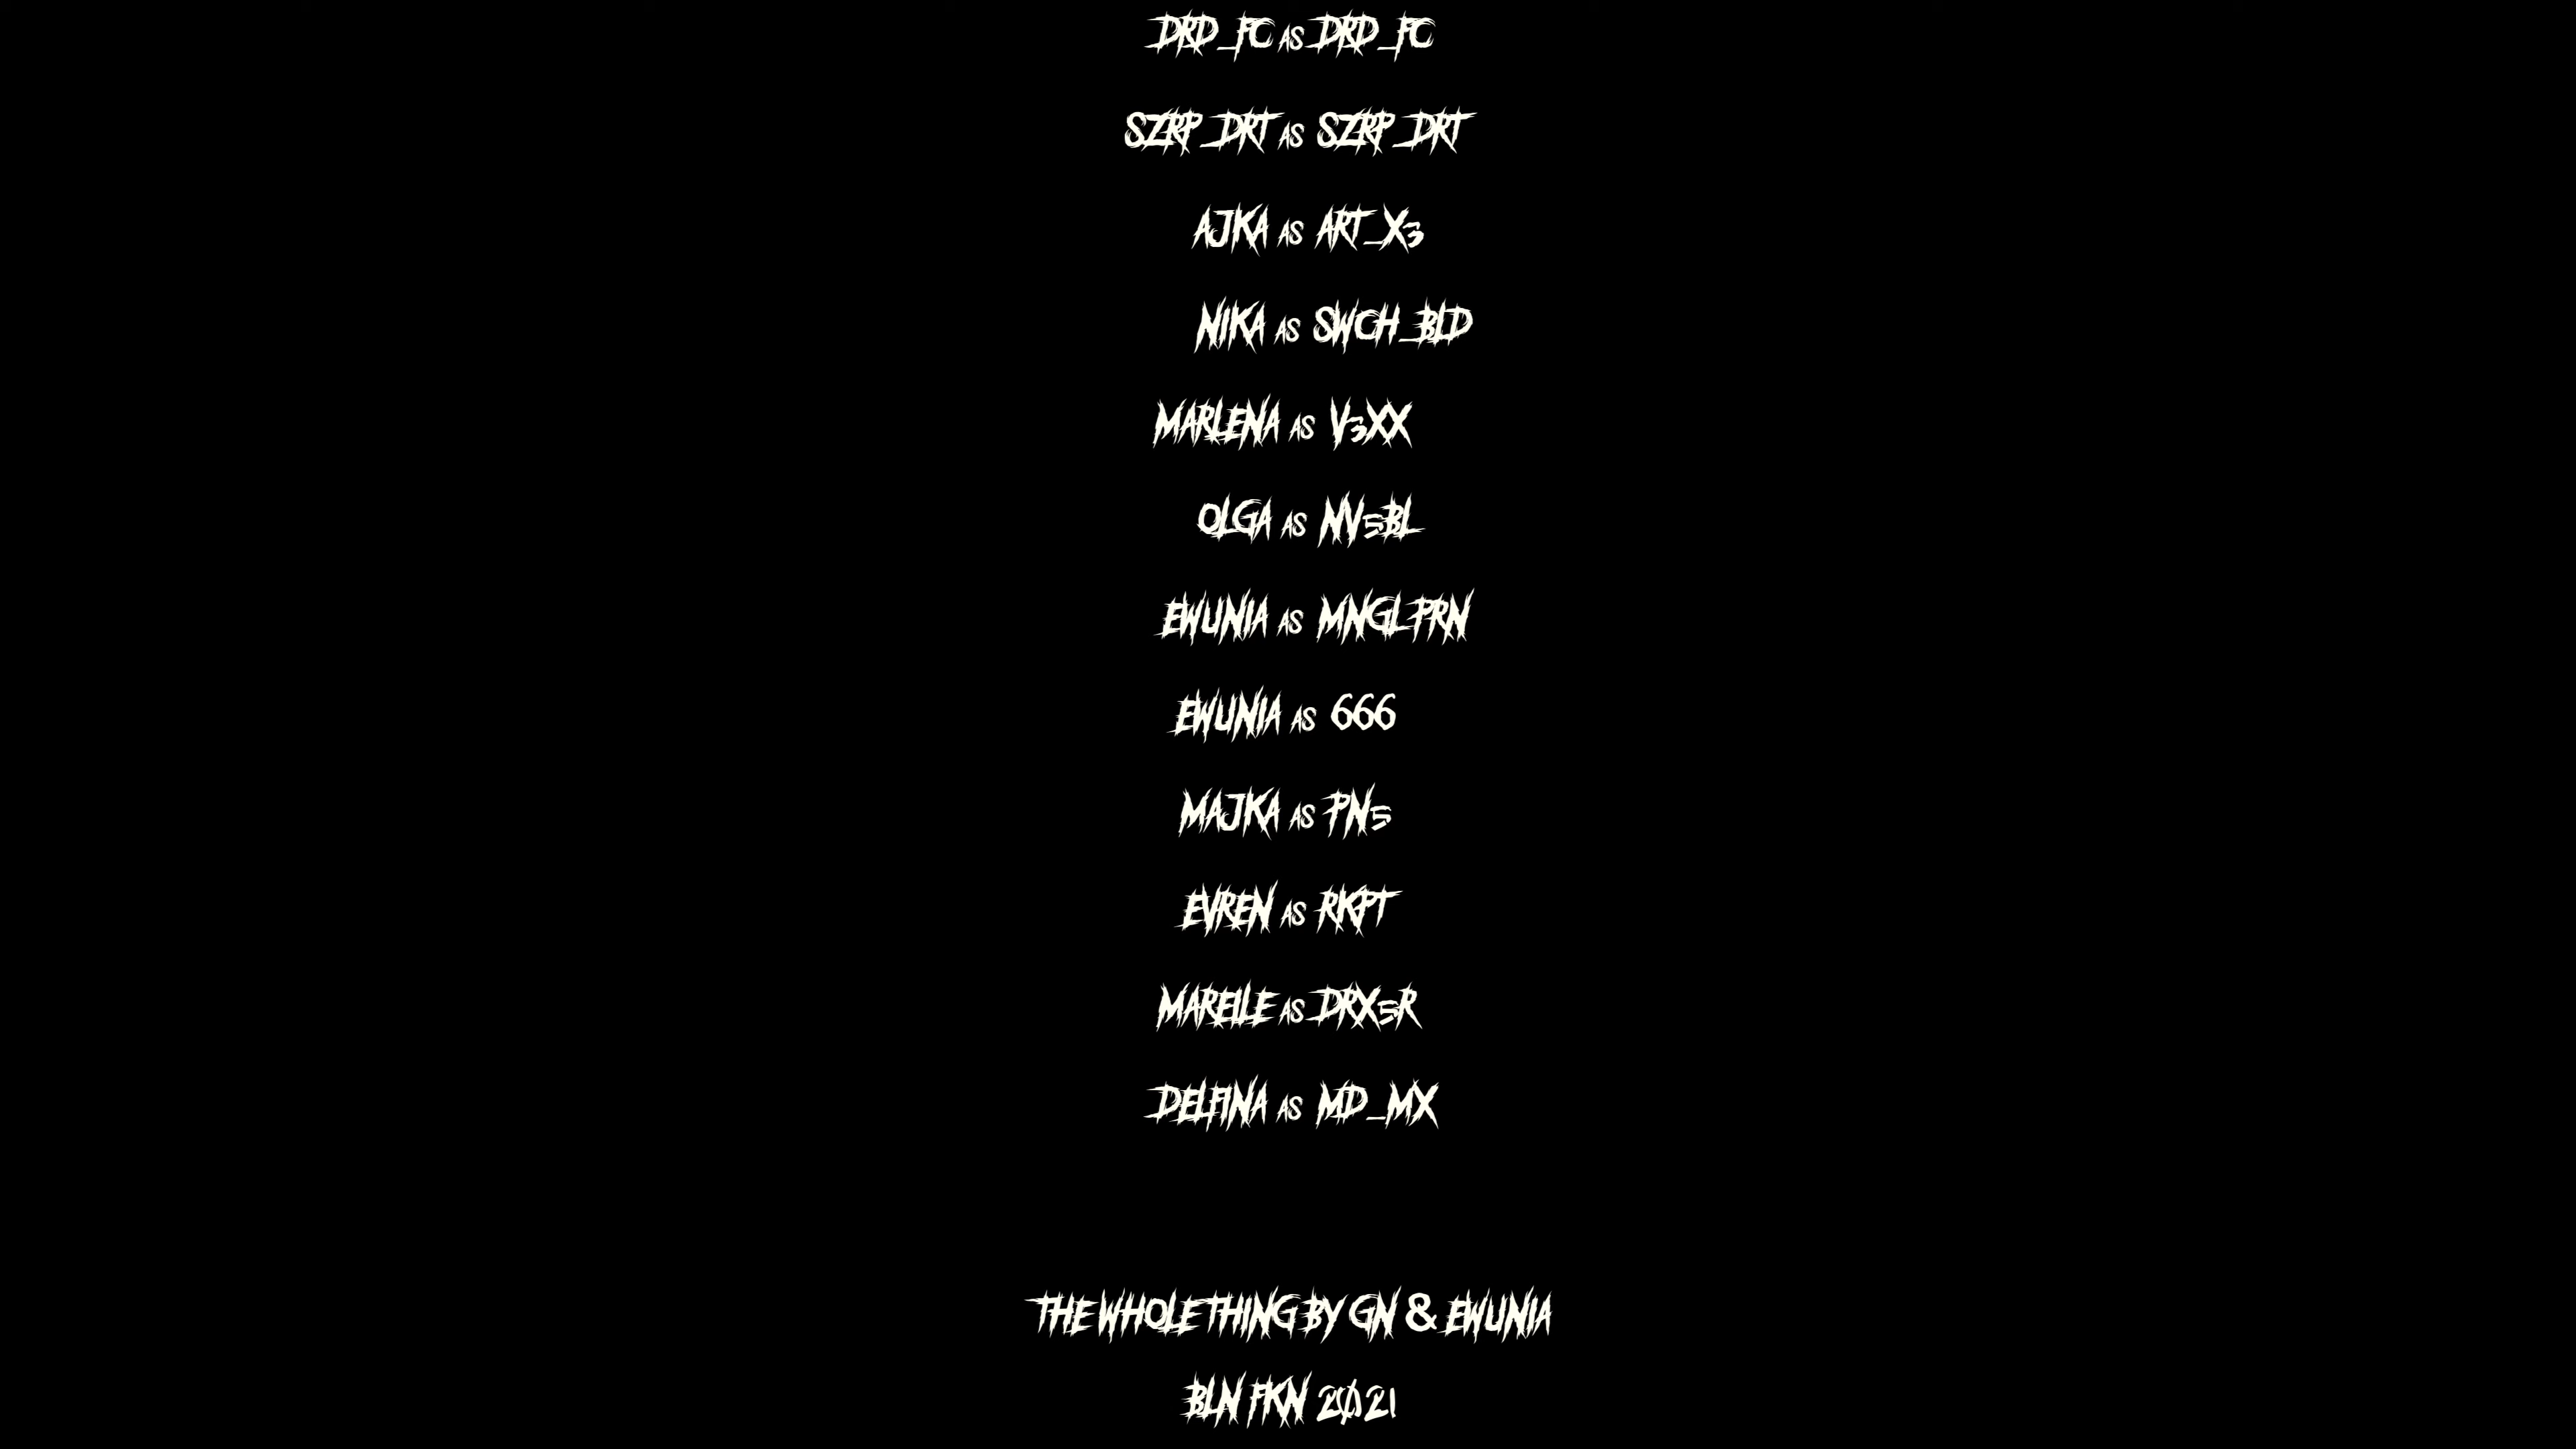 DRD_FC AS DRD_FC
SZRP_DRT AS SZRP_DRT
AJKA AS ART_X3
NIKA AS SWCH_BLD
MARLENA AS V3XX
OLGA AS NV5BL
EWUNIA AS MNGLPRN
EWUNIA AS 666
MAJKA AS PN5
EVREN AS RKPT
MAREILE AS DRX5R
DELFINA AS MD_MX
THE WHOLE THING BY GN & EWUNIA
BLN FKN 2021